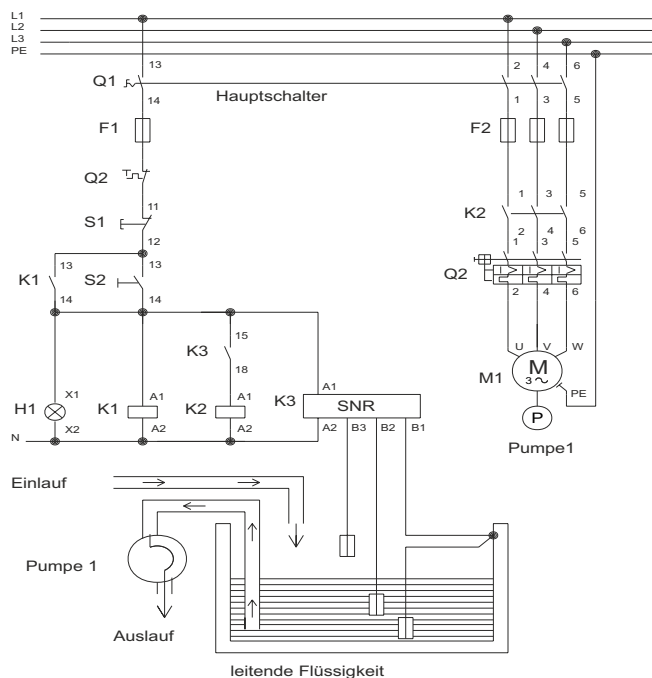 L1
L2
L3
PE
13 2 4 6
Q1
14 Hauptschalter 1 3 5
F1 F2
Q2
11 1 3 5
S1 K2
12 2 4 6
13 13 1 3 5
K1 S2 Q2
14 14 2 4 6
15
K3 U V W
18 M
M1 3 ~
A1 PE
X1 A1 A1 K3 SNR
H1 K1 K2 P
X2 A2 A2 A2 B3 B2 B1
N Pumpe1
Einlauf
Pumpe 1
Auslauf
leitende Flüssigkeit